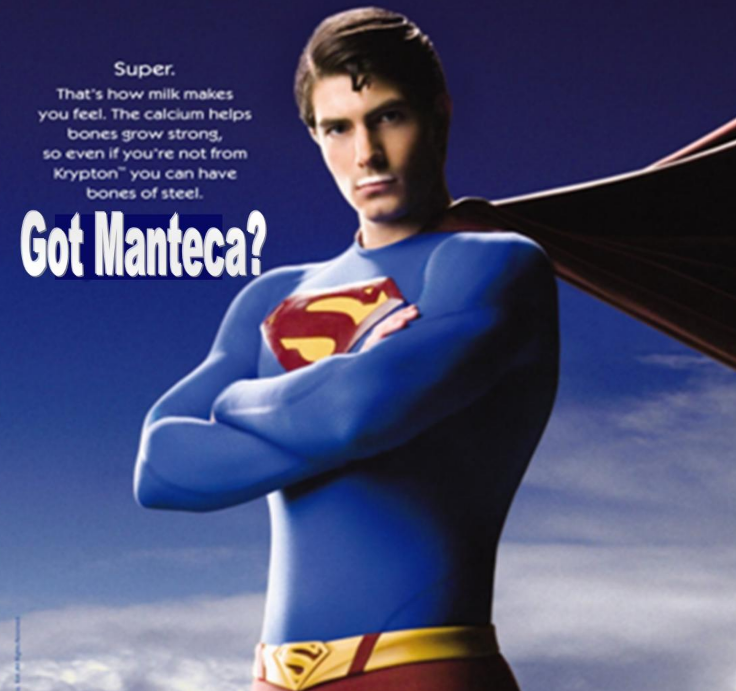 Super.
That's how milk makes
you feel. The calcium helps
bones grow strong,
so even if you're not from
Krypton™ you can have
bones of steel.
Got Manteca?